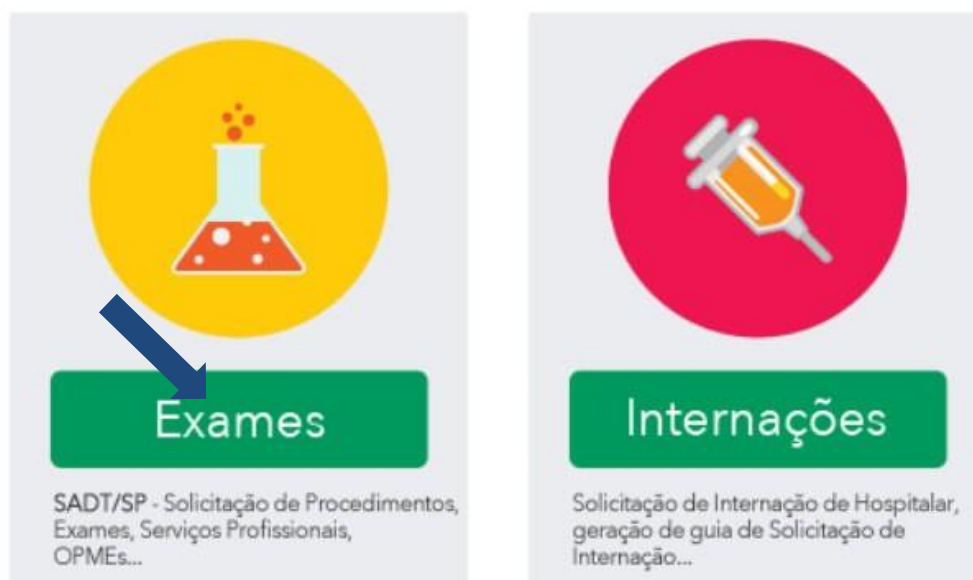 Exames
SADT/SP - Solicitação de Procedimentos,
Exames, Serviços Profissionais,
OPMEs...
Internações
Solicitação de Internação de Hospitalar,
geração de guia de Solicitação de
Internação...